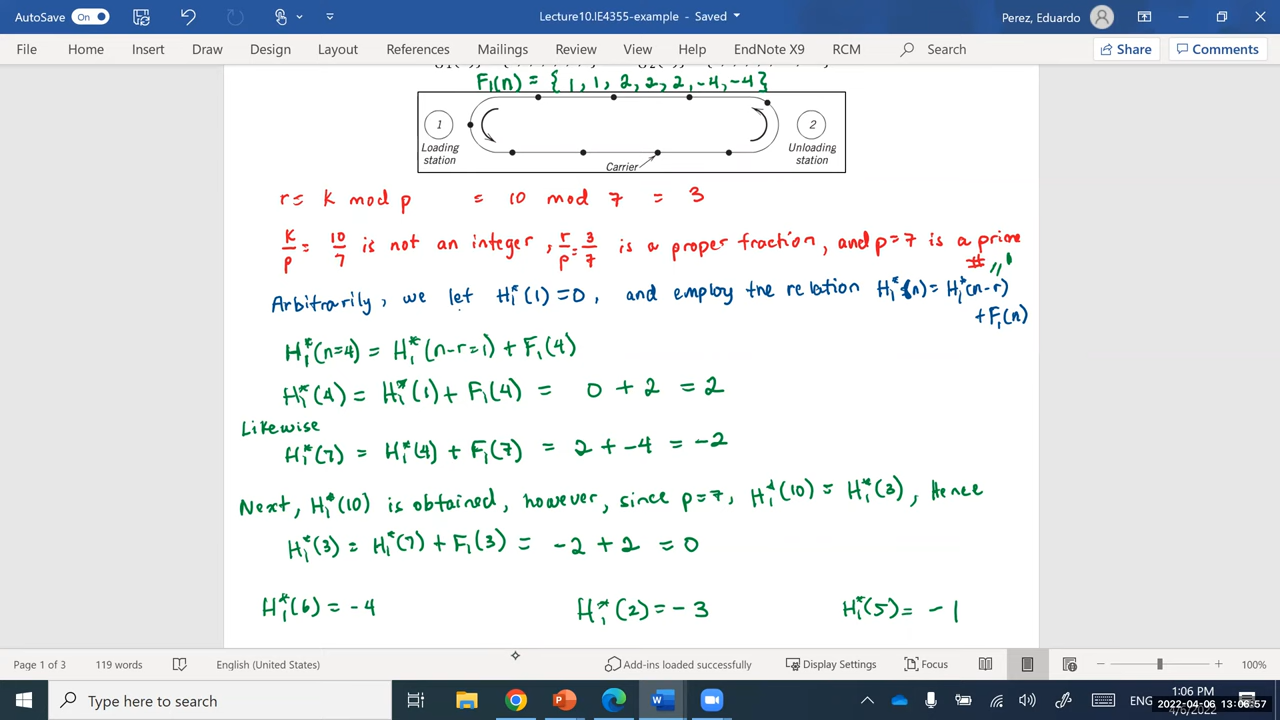 AutoSave On Lecture10.IE4355-example - Saved Perez, Eduardo
File Home Insert Draw Design Layout References Mailings Review View Help EndNote X9 RCM Search Share Comments
F₁(n) = {1, 1, 2, 2, 2, -4, -4}
1 2
Loading station Unloading station
Carrier
r = k mod p = 10 mod 7 = 3
k/p = 10/7 is not an integer, r/p = 3/7 is a proper fraction, and p=7 is a prime #
Arbitrarily, we let H₁*(1)=0, and employ the relation H₁*(n)=H₁*(n-r)
+F₁(n)
H₁*(n=4) = H₁*(n-r=1) + F₁(4)
H₁*(4) = H₁*(1) + F₁(4) = 0 + 2 = 2
Likewise
H₁*(7) = H₁*(4) + F₁(7) = 2 + -4 = -2
Next, H₁*(10) is obtained, however, since p=7, H₁*(10) = H₁*(3), Hence
H₁*(3) = H₁*(7) + F₁(3) = -2 + 2 = 0
H₁*(6) = -4 H₁*(2) = -3 H₁*(5) = -1
Page 1 of 3 119 words English (United States) Add-ins loaded successfully Display Settings Focus 100%
Type here to search ENG 1:06 PM
2022-04-06 13:06:57